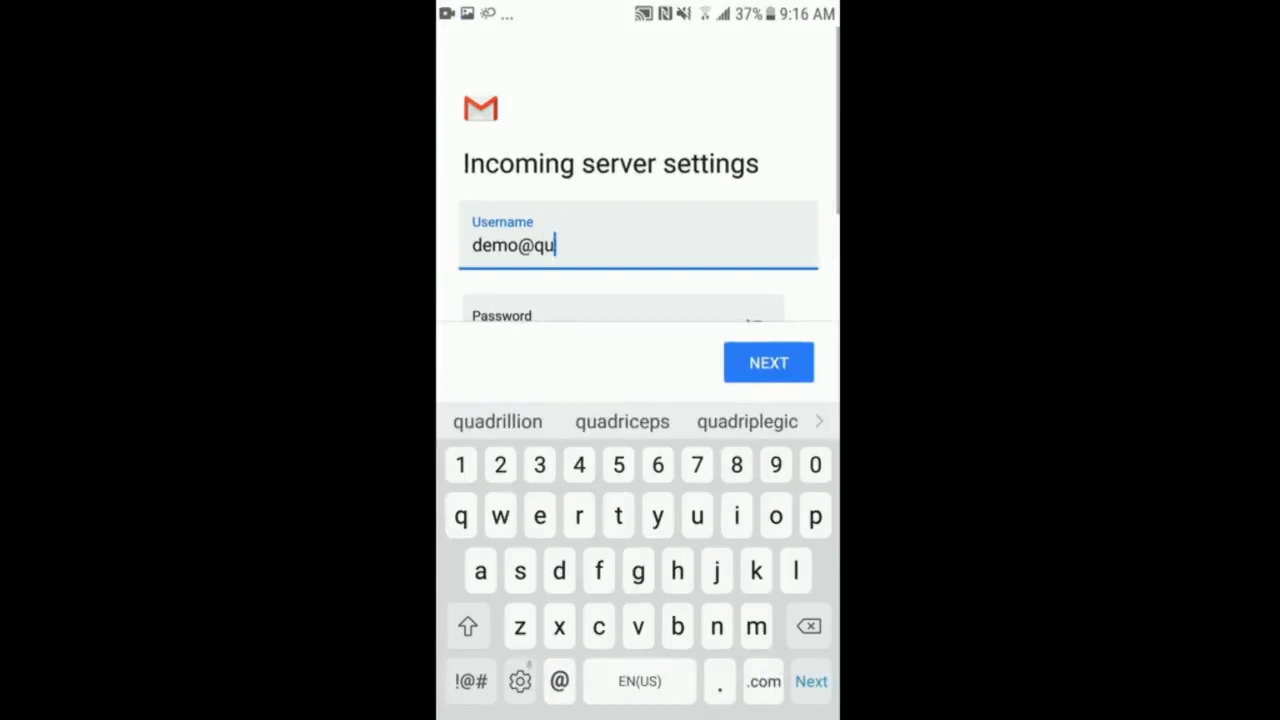 ... 37% 9:16 AM
Incoming server settings
Username
demo@qu
Password
NEXT
quadrillion quadriceps quadriplegic
1 2 3 4 5 6 7 8 9 0
q w e r t y u i o p
a s d f g h j k l
z x c v b n m
!@# @ EN(US) . .com Next